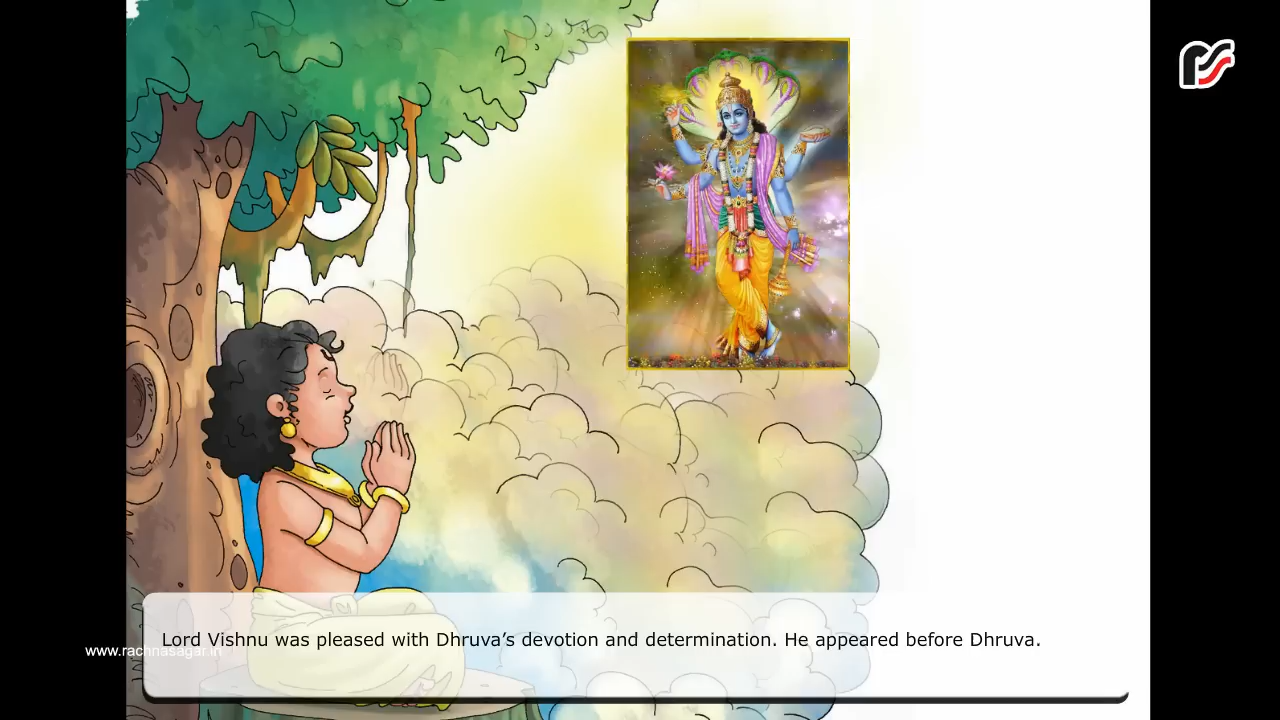 Lord Vishnu was pleased with Dhruva’s devotion and determination. He appeared before Dhruva.
www.rachnasagar.in